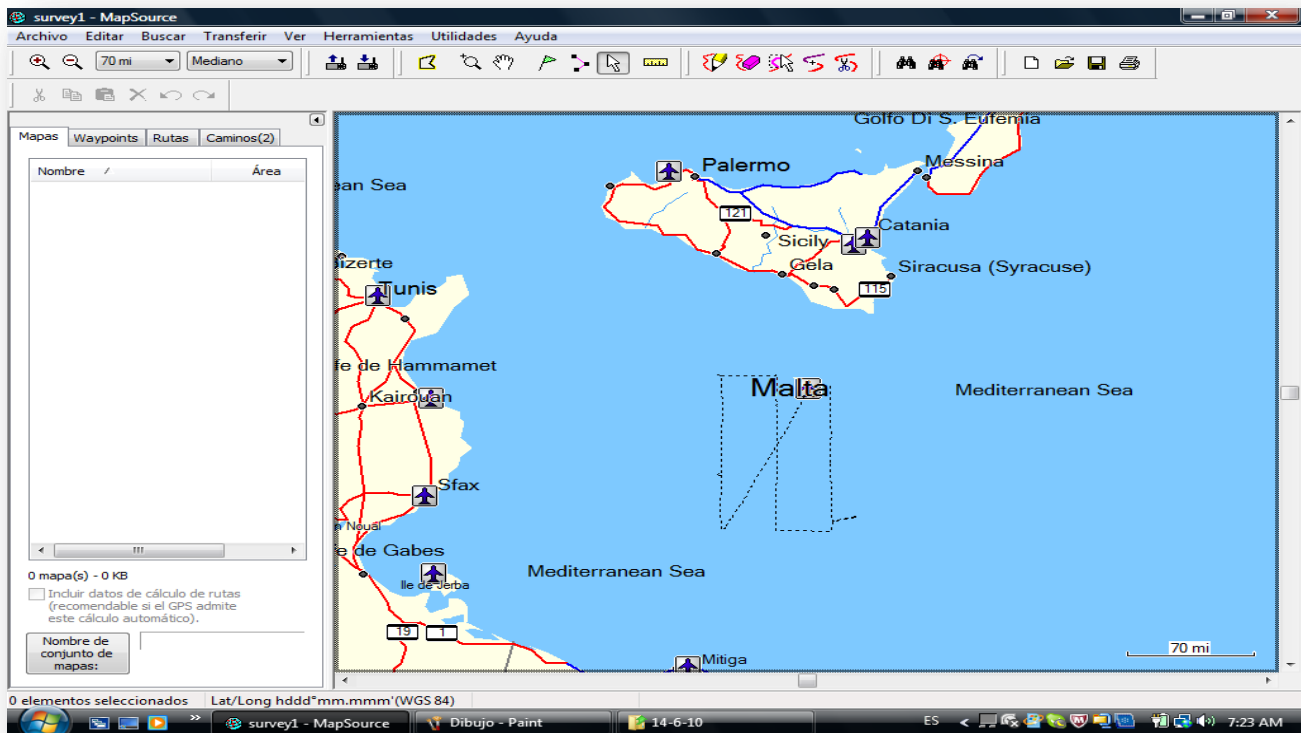 survey1 - MapSource
Archivo Editar Buscar Transferir Ver Herramientas Utilidades Ayuda
70 mi Mediano
Mapas Waypoints Rutas Caminos(2)
Nombre Área
0 mapa(s) - 0 KB
Incluir datos de cálculo de rutas
(recomendable si el GPS admite
este cálculo automático).
Nombre de
conjunto de
mapas:
Golfo Di S. Eufemia
Palermo
Messina
an Sea
121
Catania
Sicily
izerte
Gela
Siracusa (Syracuse)
Tunis
115
fe de Hammamet
Malta
Mediterranean Sea
Kairouan
Sfax
n Noual
e de Gabes
Mediterranean Sea
Ile de Jerba
19 1
Mitiga
70 mi
0 elementos seleccionados Lat/Long hddd°mm.mmm'(WGS 84)
survey1 - MapSource Dibujo - Paint 14-6-10 ES 7:23 AM